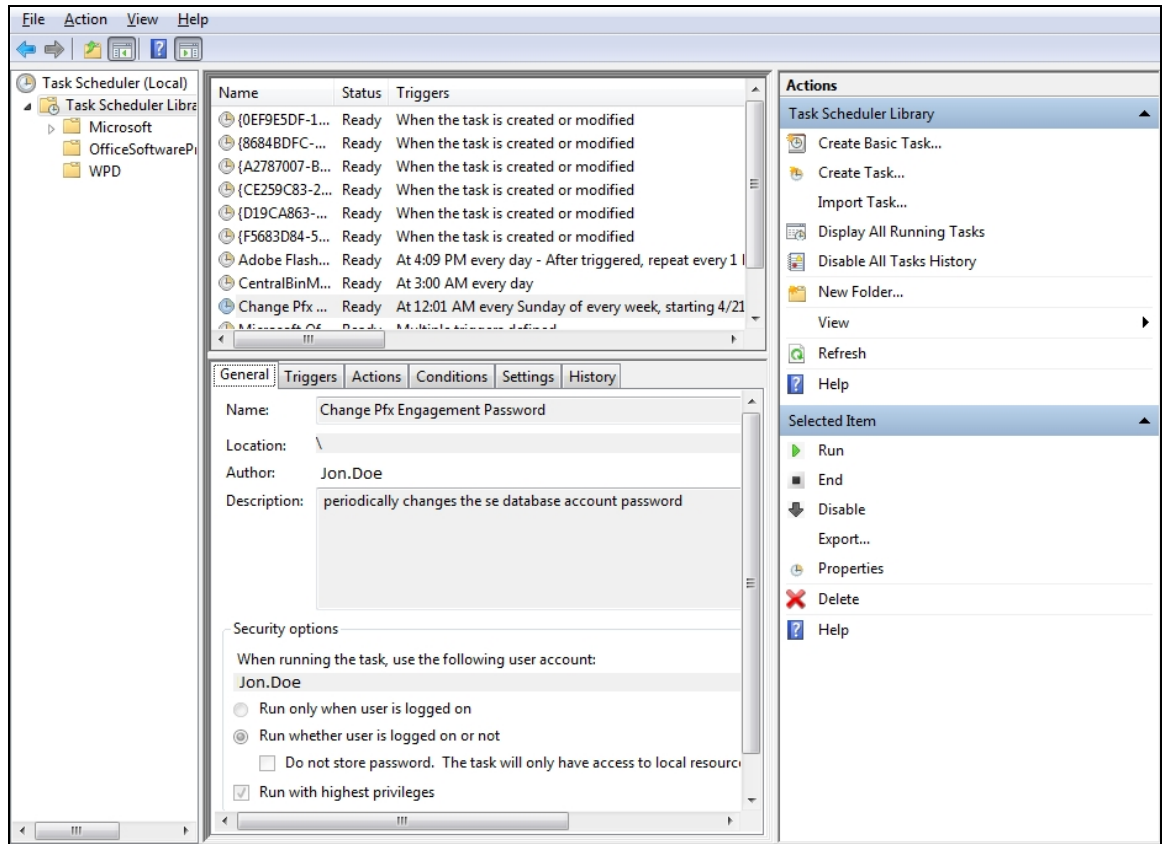 File Action View Help
Task Scheduler (Local)
Task Scheduler Libra
Microsoft
OfficeSoftwarePr
WPD
Name Status Triggers
{0EF9E5DF-1... Ready When the task is created or modified
{8684BDFC-... Ready When the task is created or modified
{A2787007-B... Ready When the task is created or modified
{CE259C83-2... Ready When the task is created or modified
{D19CA863-... Ready When the task is created or modified
{F5683D84-5... Ready When the task is created or modified
Adobe Flash... Ready At 4:09 PM every day - After triggered, repeat every 1
CentralBinM... Ready At 3:00 AM every day
Change Pfx ... Ready At 12:01 AM every Sunday of every week, starting 4/21
Microsoft Of... Ready Multiple triggers defined
General Triggers Actions Conditions Settings History
Name: Change Pfx Engagement Password
Location: \
Author: Jon.Doe
Description: periodically changes the se database account password
Security options
When running the task, use the following user account:
Jon.Doe
Run only when user is logged on
Run whether user is logged on or not
Do not store password. The task will only have access to local resourc
Run with highest privileges
Actions
Task Scheduler Library
Create Basic Task...
Create Task...
Import Task...
Display All Running Tasks
Disable All Tasks History
New Folder...
View
Refresh
Help
Selected Item
Run
End
Disable
Export...
Properties
Delete
Help